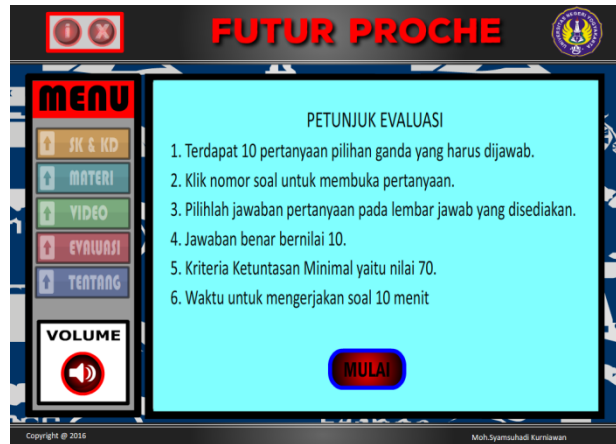 FUTUR PROCHE
MENU
SK & KD
MATERI
VIDEO
EVALUASI
TENTANG
VOLUME
PETUNJUK EVALUASI
1. Terdapat 10 pertanyaan pilihan ganda yang harus dijawab.
2. Klik nomor soal untuk membuka pertanyaan.
3. Pilihlah jawaban pertanyaan pada lembar jawab yang disediakan.
4. Jawaban benar bernilai 10.
5. Kriteria Ketuntasan Minimal yaitu nilai 70.
6. Waktu untuk mengerjakan soal 10 menit
MULAI
Copyright @ 2016
Moh.Syamsuhadi Kurniawan